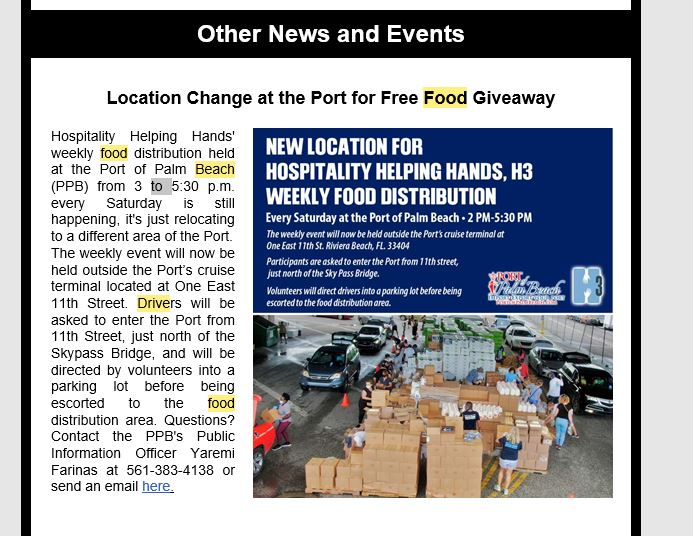 Other News and Events
Location Change at the Port for Free Food Giveaway
Hospitality Helping Hands'
weekly food distribution held
at the Port of Palm Beach
(PPB) from 3 to 5:30 p.m.
every Saturday is still
happening, it's just relocating
to a different area of the Port.
The weekly event will now be
held outside the Port's cruise
terminal located at One East
11th Street. Drivers will be
asked to enter the Port from
11th Street, just north of the
Skypass Bridge, and will be
directed by volunteers into a
parking lot before being
escorted to the food
distribution area. Questions?
Contact the PPB's Public
Information Officer Yaremi
Farinas at 561-383-4138 or
send an email here.
NEW LOCATION FOR
HOSPITALITY HELPING HANDS, H3
WEEKLY FOOD DISTRIBUTION
Every Saturday at the Port of Palm Beach • 2 PM-5:30 PM
The weekly event will now be held outside the Port's cruise terminal at
One East 11th St. Riviera Beach, FL. 33404
Participants are asked to enter the Port from 11th street,
just north of the Sky Pass Bridge.
Volunteers will direct drivers into a parking lot before being
escorted to the food distribution area.
PORT
of
Palm Beach
H3